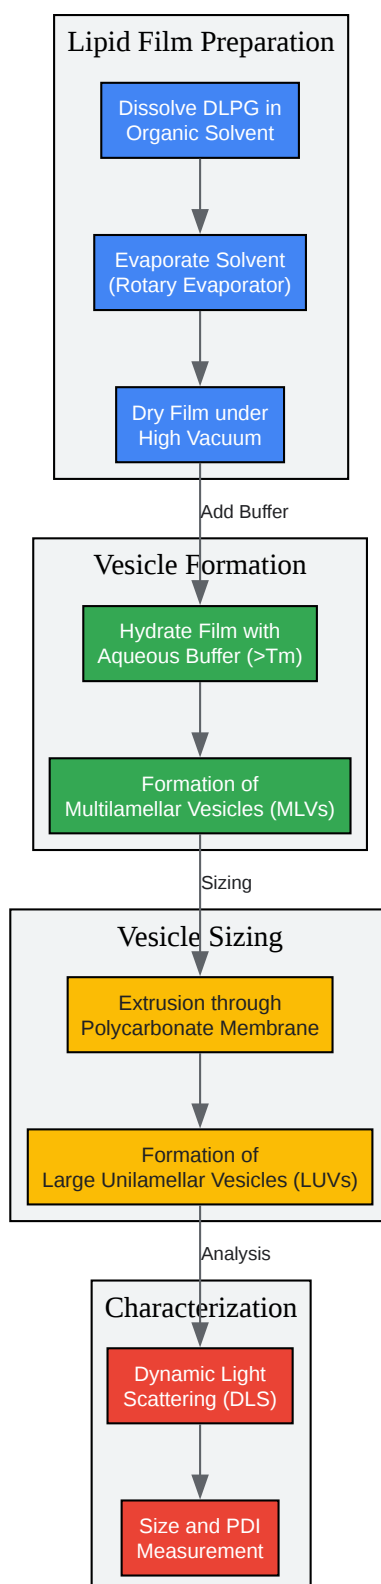 Lipid Film Preparation
Dissolve DLPG in
Organic Solvent
Evaporate Solvent
(Rotary Evaporator)
Dry Film under
High Vacuum
Add Buffer
Vesicle Formation
Hydrate Film with
Aqueous Buffer (>Tm)
Formation of
Multilamellar Vesicles (MLVs)
Sizing
Vesicle Sizing
Extrusion through
Polycarbonate Membrane
Formation of
Large Unilamellar Vesicles (LUVs)
Analysis
Characterization
Dynamic Light
Scattering (DLS)
Size and PDI
Measurement